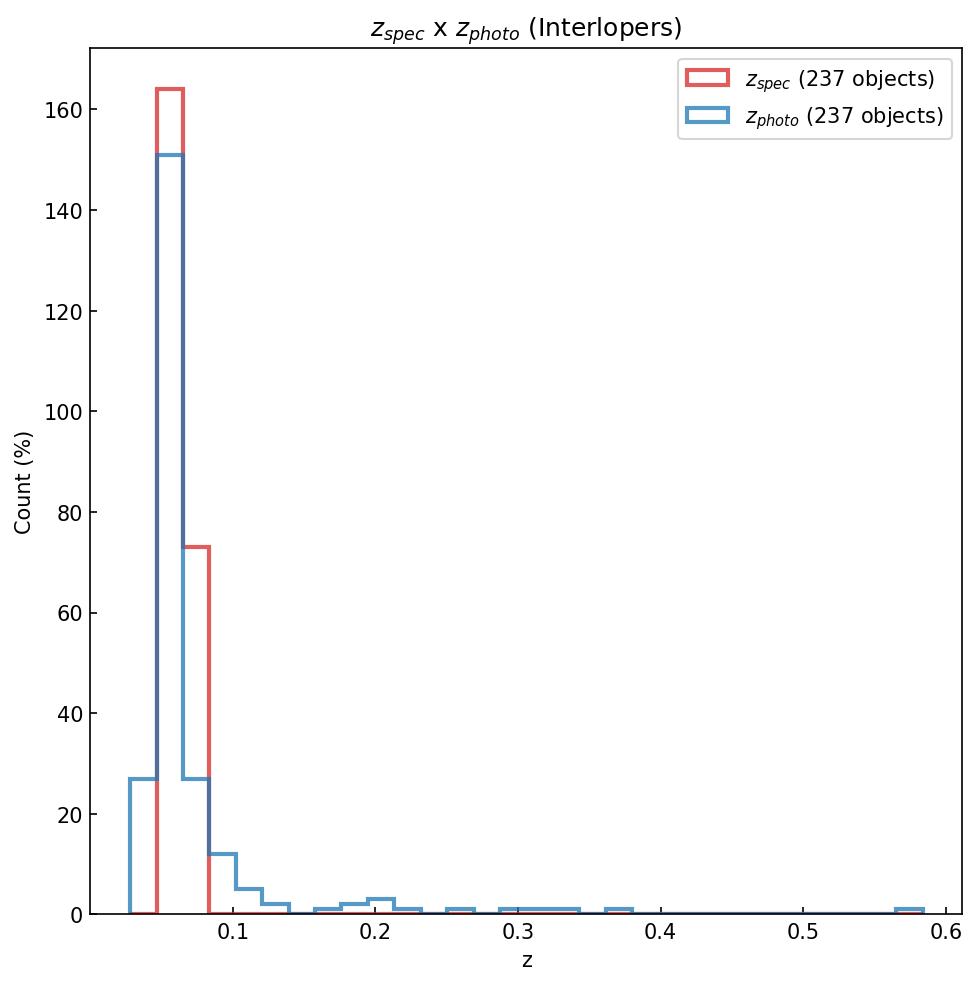 z_spec x z_photo (Interlopers)
z_spec (237 objects)
z_photo (237 objects)
Count (%)
160
140
120
100
80
60
40
20
0
0.1 0.2 0.3 0.4 0.5 0.6
z